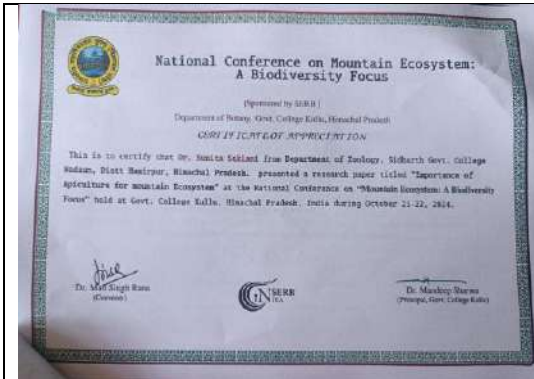 National Conference on Mountain Ecosystem:
A Biodiversity Focus
(Sponsored by SERB)
Department of Botany, Govt. College Kullu, Himachal Pradesh
CERTIFICATE OF APPRECIATION
This is to certify that Dr. Sunita from Department of Zoology, Sidharth Govt. College
Nadaun, Distt Hamirpur, Himachal Pradesh. presented a research paper titled "Importance of
Apiculture for mountain Ecosystem" at the National Conference on "Mountain Ecosystem: A Biodiversity
Focus" held at Govt. College Kullu, Himachal Pradesh, India during October 21-22, 2024.
Dr. Singh Rana
(Convener)
SERB
Dr. Mandeep Sharma
(Principal, Govt. College Kullu)